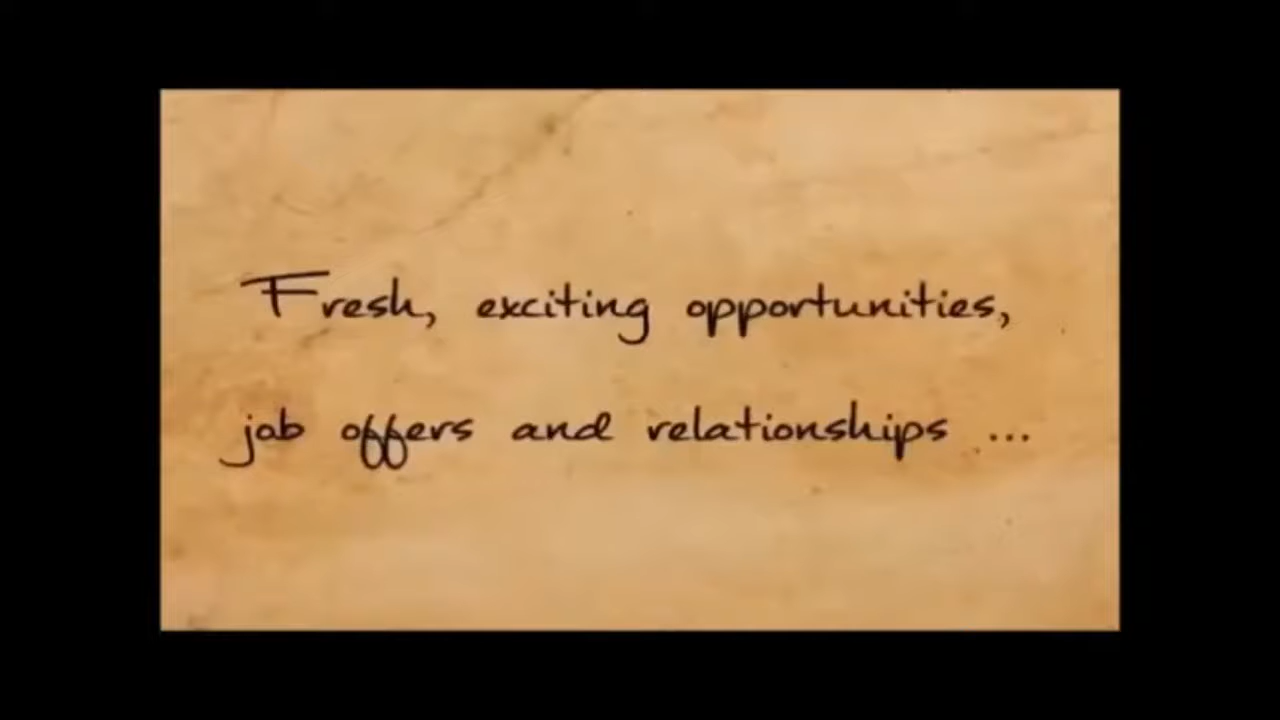 Fresh, exciting opportunities,
job offers and relationships ...